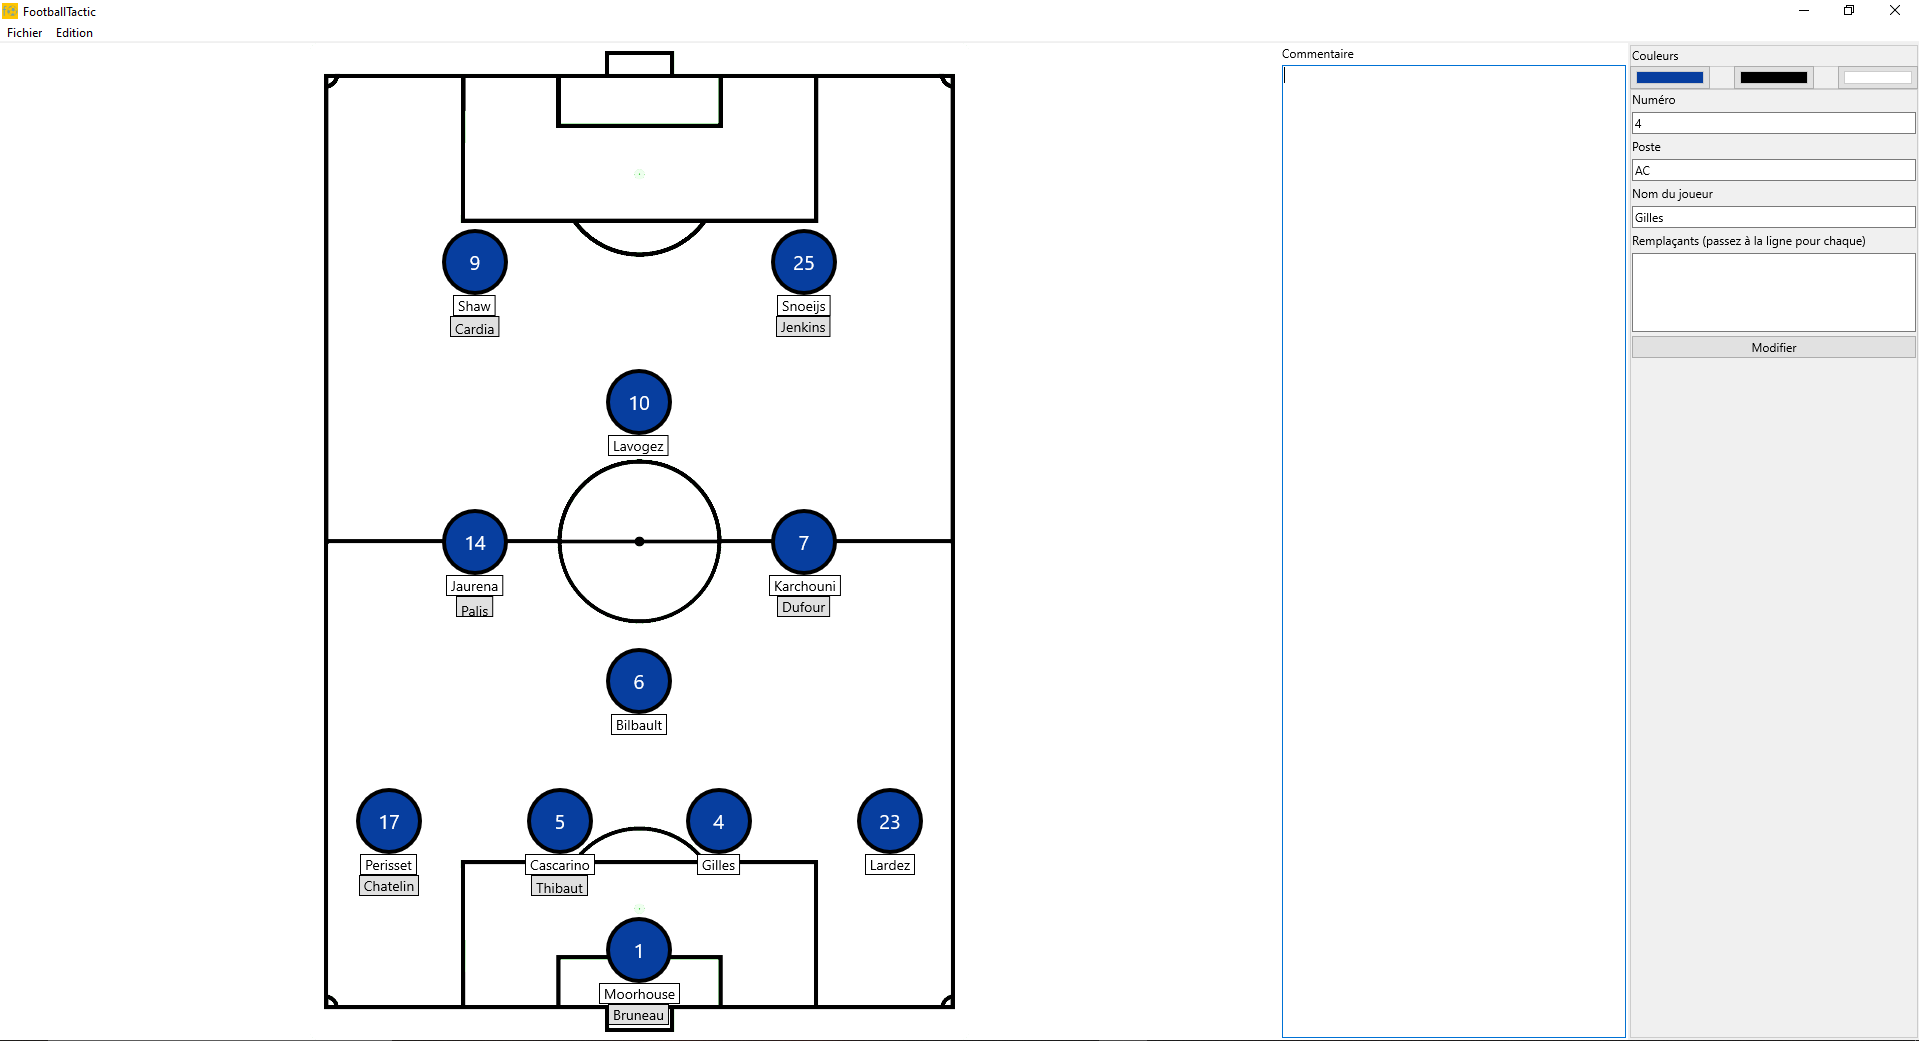 FootballTactic
Fichier Edition
Commentaire
Couleurs
Numéro
4
Poste
AC
Nom du joueur
Gilles
Remplaçants (passez à la ligne pour chaque)
Modifier
9
25
Shaw
Snoeijs
Cardia
Jenkins
10
Lavogez
14
7
Jaurena
Karchouni
Palis
Dufour
6
Bilbault
17
5
4
23
Perisset
Cascarino
Gilles
Lardez
Chatelin
Thibaut
1
Moorhouse
Bruneau